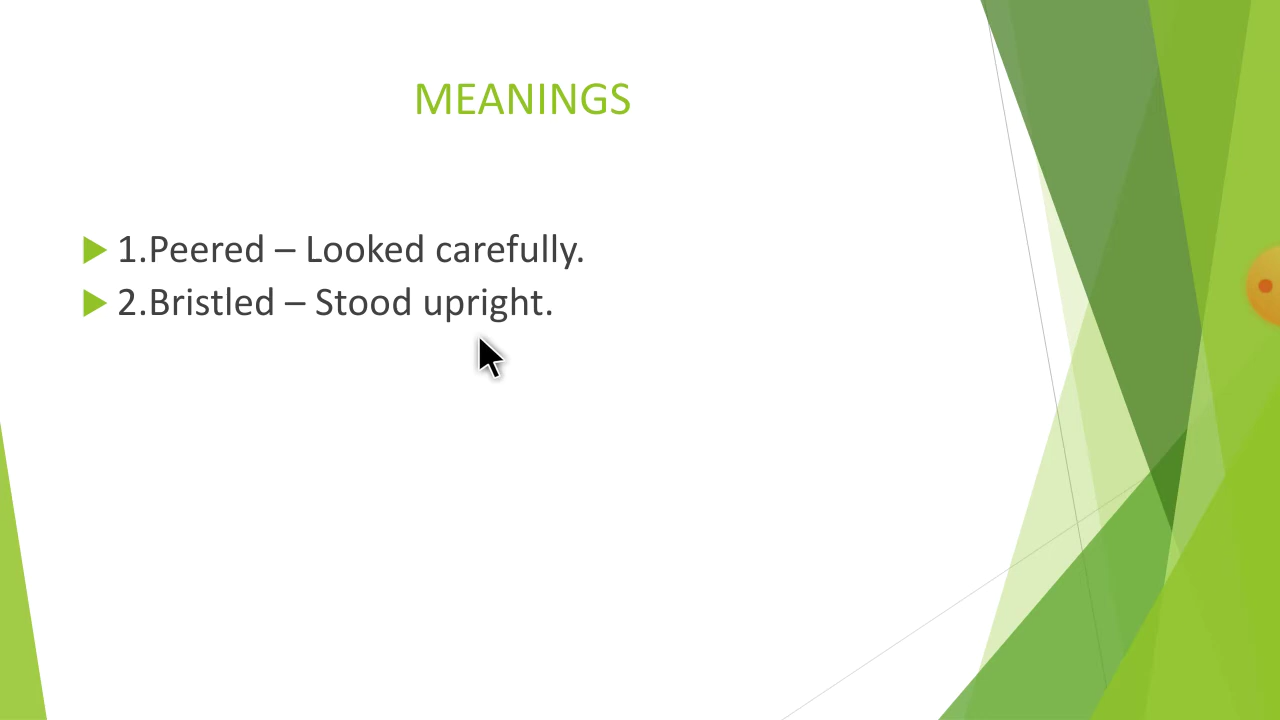 MEANINGS
1.Peered – Looked carefully.
2.Bristled – Stood upright.